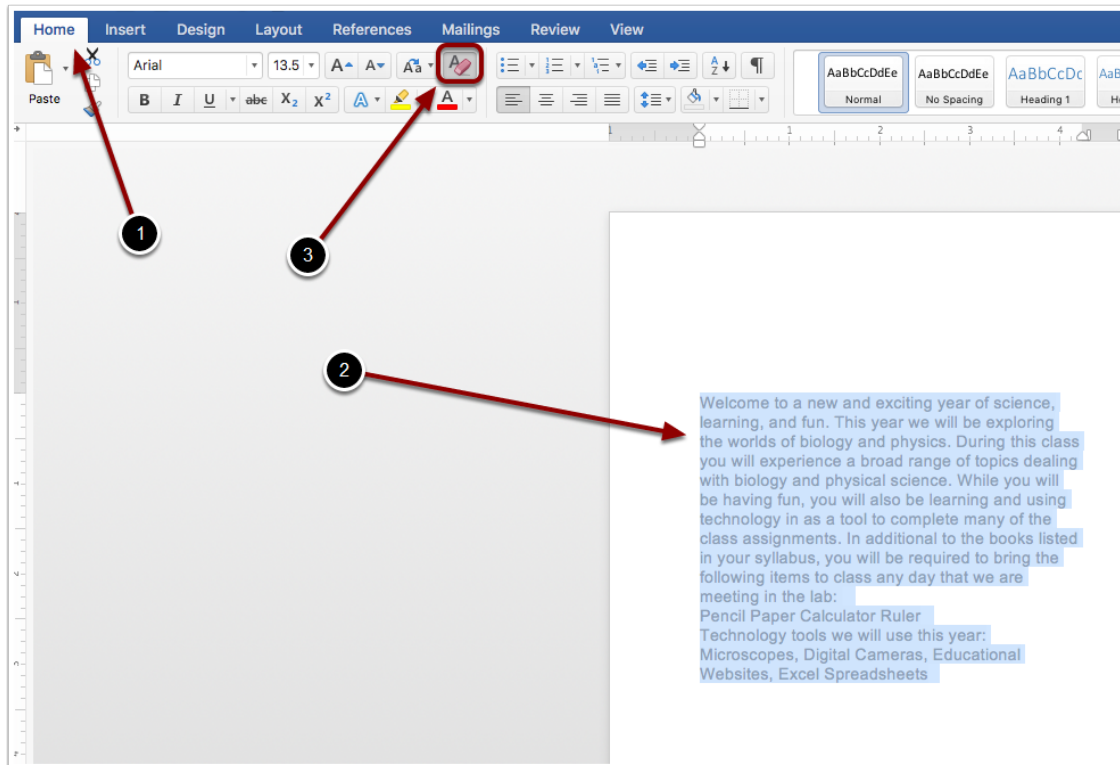 Home Insert Design Layout References Mailings Review View
Paste
Arial 13.5
AaBbCcDdEe AaBbCcDdEe AaBbCcDc
Normal No Spacing Heading 1
1 1 2 3 4
1
3
2
Welcome to a new and exciting year of science,
learning, and fun. This year we will be exploring
the worlds of biology and physics. During this class
you will experience a broad range of topics dealing
with biology and physical science. While you will
be having fun, you will also be learning and using
technology in as a tool to complete many of the
class assignments. In additional to the books listed
in your syllabus, you will be required to bring the
following items to class any day that we are
meeting in the lab:
Pencil Paper Calculator Ruler
Technology tools we will use this year:
Microscopes, Digital Cameras, Educational
Websites, Excel Spreadsheets